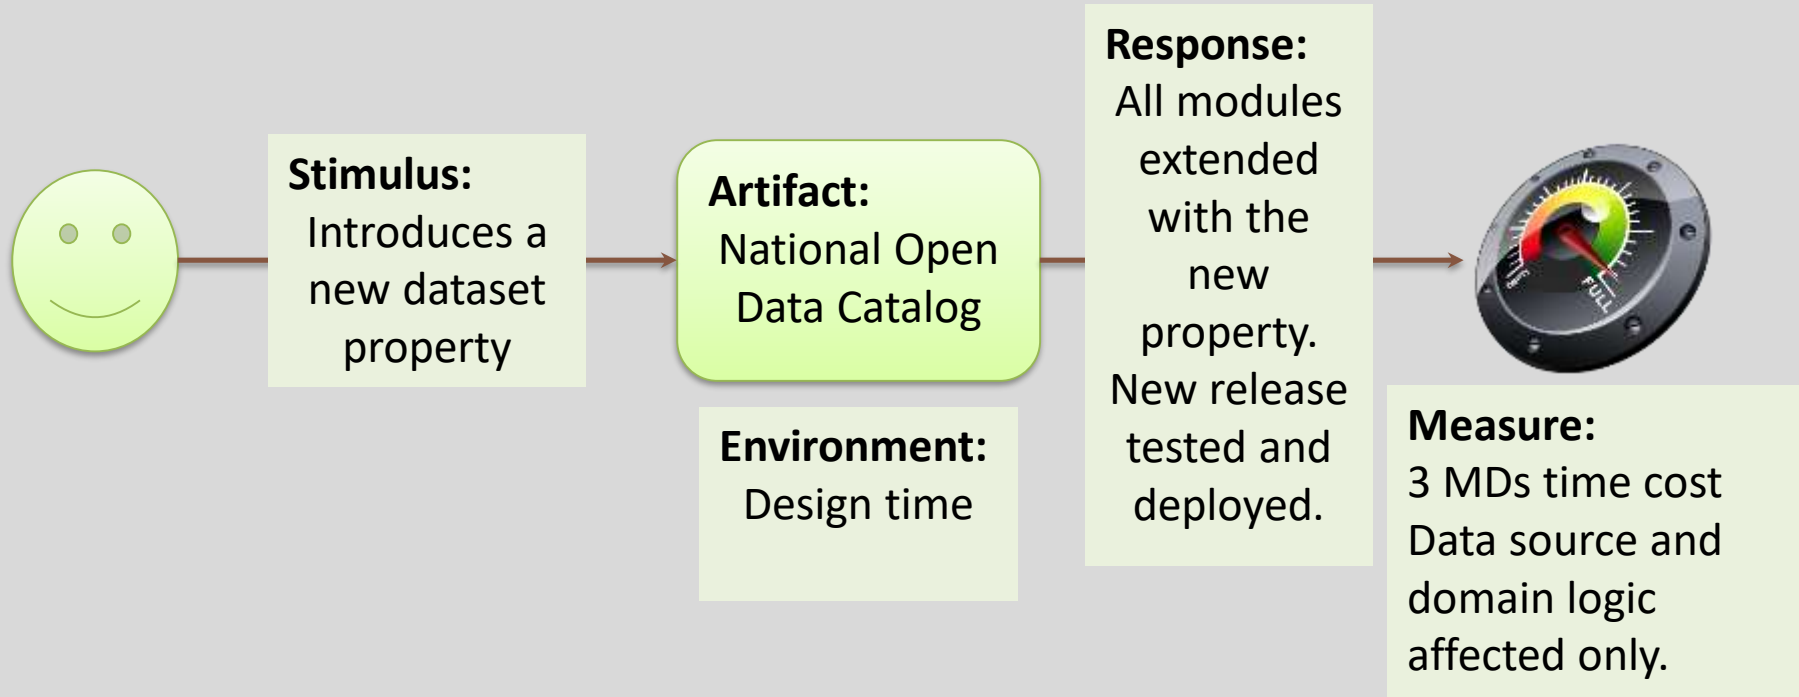 Stimulus:
Introduces a
new dataset
property
Artifact:
National Open
Data Catalog
Environment:
Design time
Response:
All modules
extended
with the
new
property.
New release
tested and
deployed.
FULL
Measure:
3 MDs time cost
Data source and
domain logic
affected only.